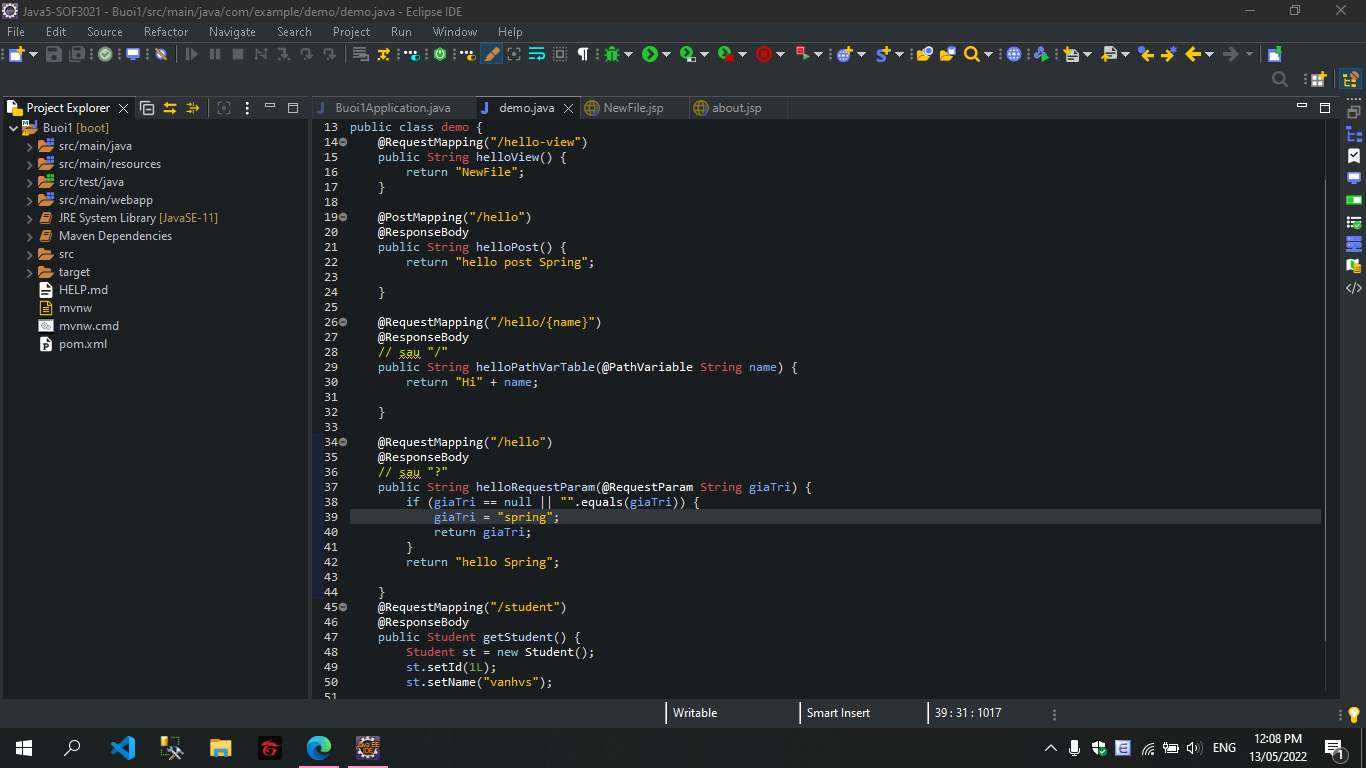 Java5-SOF3021 - Buoi1/src/main/java/com/example/demo/demo.java - Eclipse IDE
File Edit Source Refactor Navigate Search Project Run Window Help
Project Explorer
Buoi1Application.java demo.java NewFile.jsp about.jsp
Buoi1 [boot]
src/main/java
src/main/resources
src/test/java
src/main/webapp
JRE System Library [JavaSE-11]
Maven Dependencies
src
target
HELP.md
mvnw
mvnw.cmd
pom.xml
13 public class demo {
14 @RequestMapping("/hello-view")
15 public String helloView() {
16 return "NewFile";
17 }
18
19 @PostMapping("/hello")
20 @ResponseBody
21 public String helloPost() {
22 return "hello post Spring";
23
24 }
25
26 @RequestMapping("/hello/{name}")
27 @ResponseBody
28 // sau "/"
29 public String helloPathVarTable(@PathVariable String name) {
30 return "Hi" + name;
31
32 }
33
34 @RequestMapping("/hello")
35 @ResponseBody
36 // sau "?"
37 public String helloRequestParam(@RequestParam String giaTri) {
38 if (giaTri == null || "".equals(giaTri)) {
39 giaTri = "spring";
40 return giaTri;
41 }
42 return "hello Spring";
43
44 }
45 @RequestMapping("/student")
46 @ResponseBody
47 public Student getStudent() {
48 Student st = new Student();
49 st.setId(1L);
50 st.setName("vanhvs");
51
Writable Smart Insert 39 : 31 : 1017
ENG 12:08 PM
13/05/2022
1